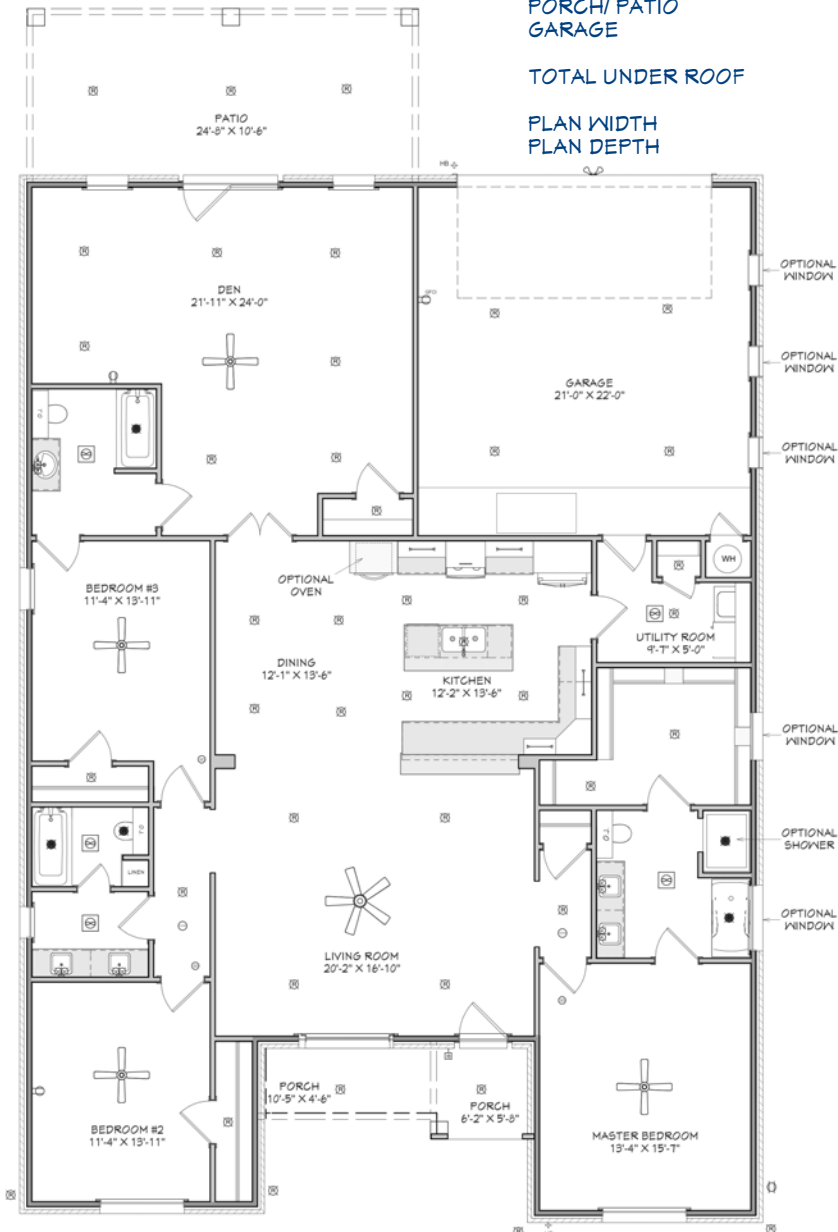 PORCH/ PATIO
GARAGE
TOTAL UNDER ROOF
PLAN WIDTH
PLAN DEPTH
PATIO
24'-8" X 10'-6"
HB
DEN
21'-11" X 24'-0"
OPTIONAL
WINDOW
GFCI
OPTIONAL
WINDOW
GARAGE
21'-0" X 22'-0"
OPTIONAL
WINDOW
OPTIONAL
OVEN
WH
BEDROOM #3
11'-4" X 13'-11"
UTILITY ROOM
9'-7" X 5'-0"
DINING
12'-1" X 13'-6"
KITCHEN
12'-2" X 13'-6"
OPTIONAL
WINDOW
OPTIONAL
SHOWER
LINEN
OPTIONAL
WINDOW
LIVING ROOM
20'-2" X 16'-10"
PORCH
10'-5" X 4'-6"
PORCH
6'-2" X 5'-8"
BEDROOM #2
11'-4" X 13'-11"
MASTER BEDROOM
13'-4" X 15'-7"